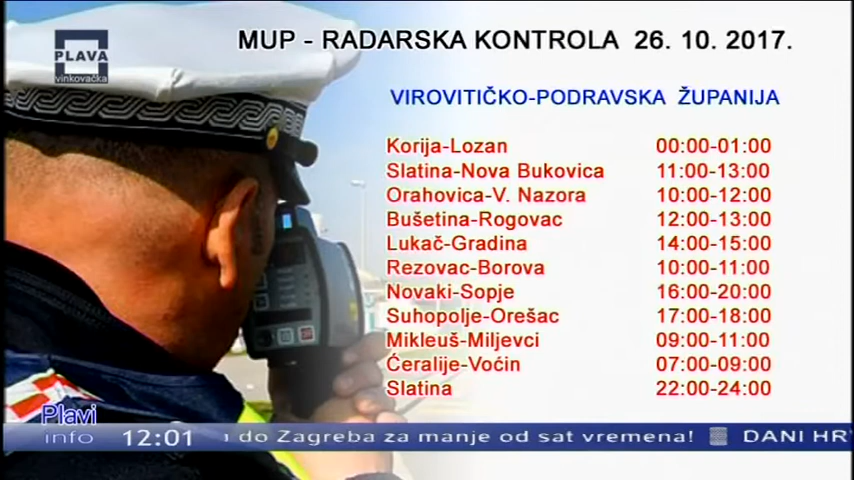 PLAVA
vinkovačka
MUP - RADARSKA KONTROLA 26. 10. 2017.
VIROVITIČKO-PODRAVSKA ŽUPANIJA
Korija-Lozan 00:00-01:00
Slatina-Nova Bukovica 11:00-13:00
Orahovica-V. Nazora 10:00-12:00
Bušetina-Rogovac 12:00-13:00
Lukač-Gradina 14:00-15:00
Rezovac-Borova 10:00-11:00
Novaki-Sopje 16:00-20:00
Suhopolje-Orešac 17:00-18:00
Mikleuš-Miljevci 09:00-11:00
Ćeralije-Voćin 07:00-09:00
Slatina 22:00-24:00
Plavi
info 12:01 do Zagreba za manje od sat vremena! DANI